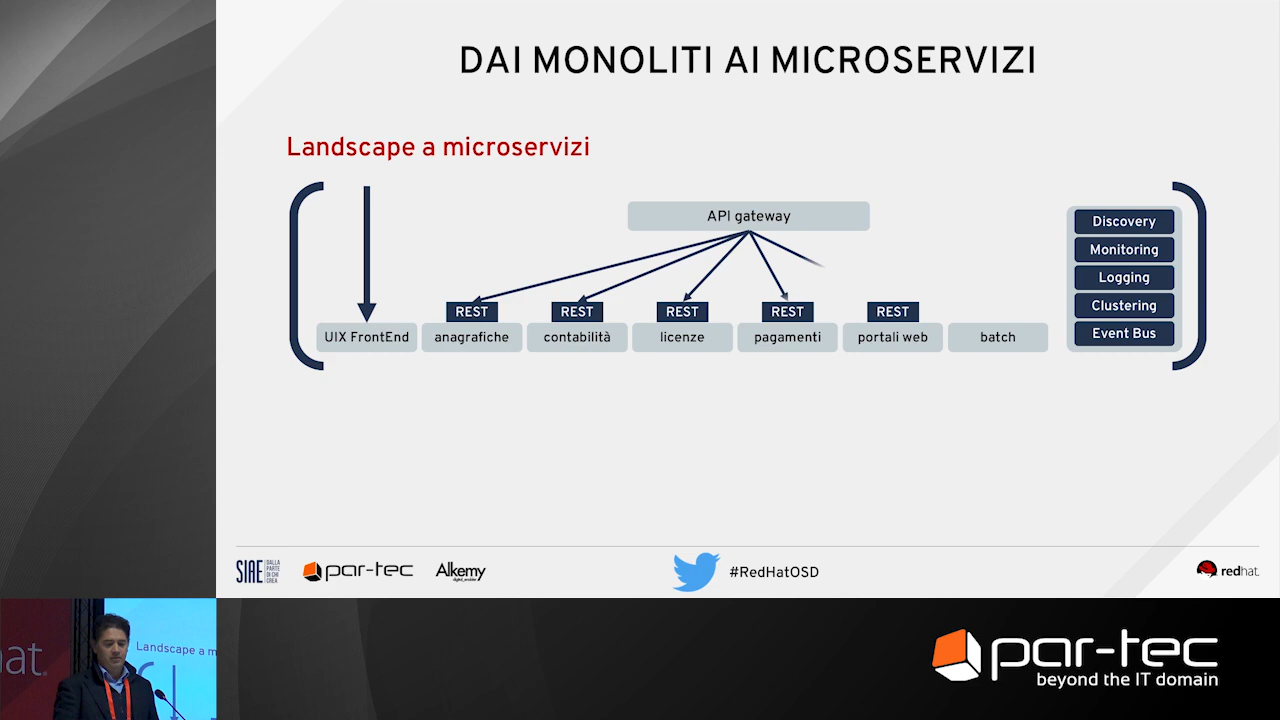 DAI MONOLITI AI MICROSERVIZI
Landscape a microservizi
API gateway
REST
REST
REST
REST
REST
UIX FrontEnd
anagrafiche
contabilità
licenze
pagamenti
portali web
batch
Discovery
Monitoring
Logging
Clustering
Event Bus
SIAE
DALLA
PARTE
DI CHI
CREA
par-tec
Alkemy
digital_enabler
#RedHatOSD
redhat.
hat.
Landscape a m
par-tec
beyond the IT domain